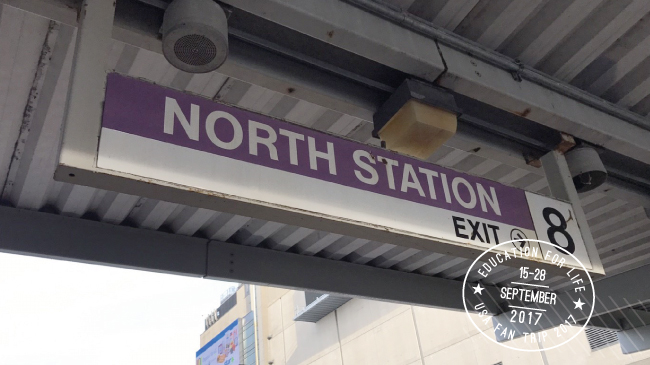 NORTH STATION
EXIT
8
EDUCATION FOR LIFE
15-28
SEPTEMBER
2017
USA FAN TRIP 2017